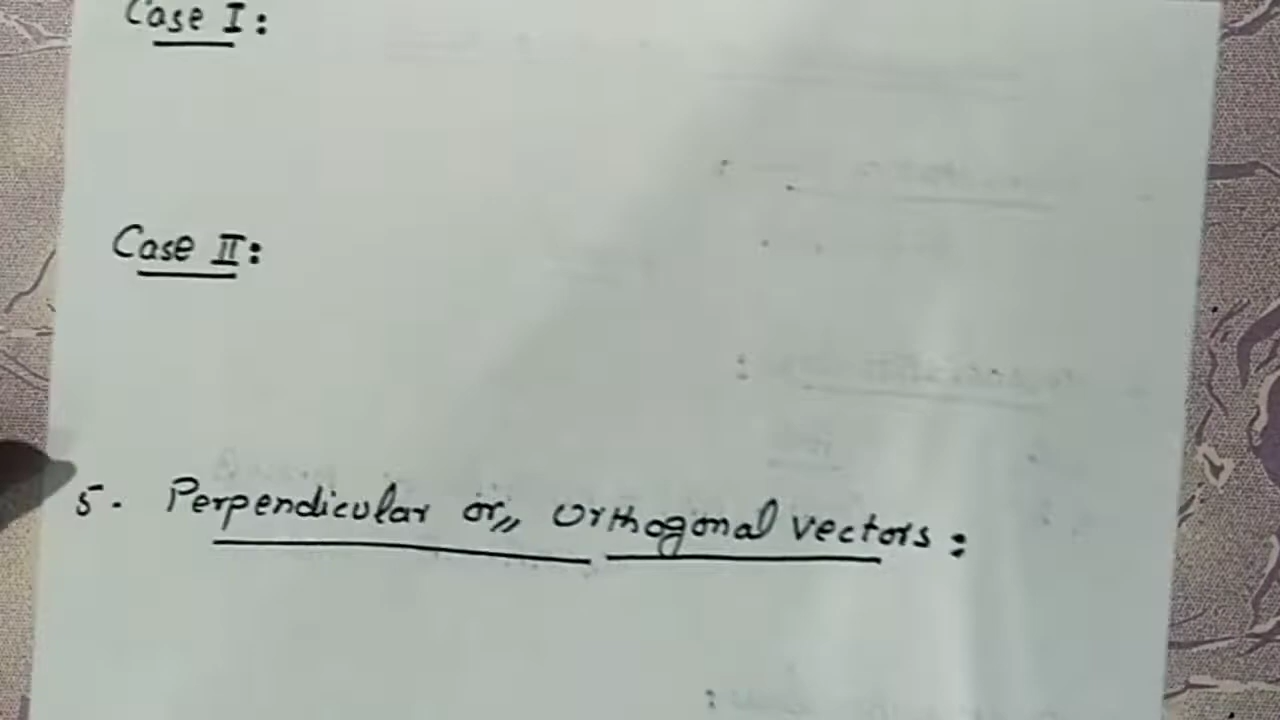 Case I:
Case II:
5. Perpendicular or,, Orthogonal vectors: